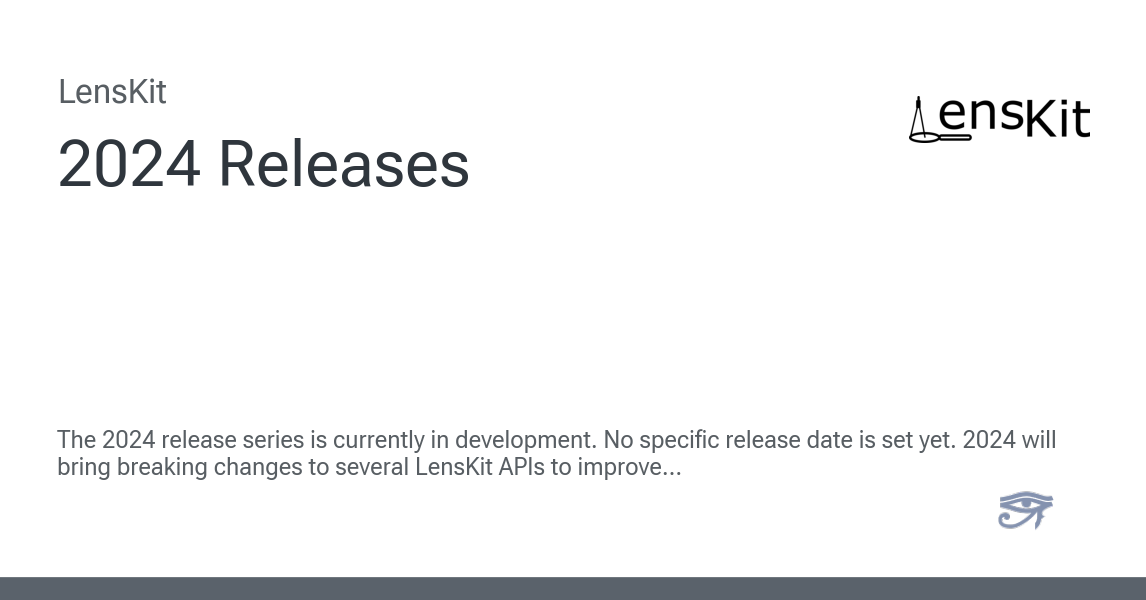 LensKit
LensKit
2024 Releases
The 2024 release series is currently in development. No specific release date is set yet. 2024 will
bring breaking changes to several LensKit APIs to improve...